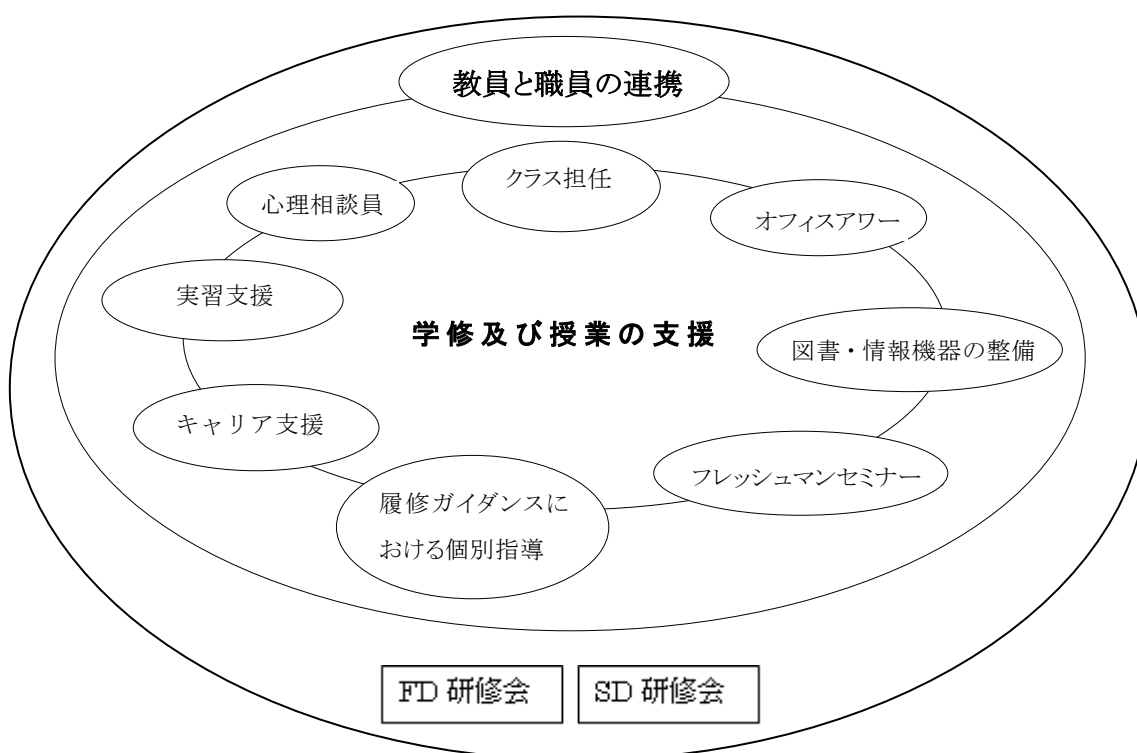 教員と職員の連携
クラス担任
心理相談員
オフィスアワー
実習支援
学修及び授業の支援
図書・情報機器の整備
キャリア支援
フレッシュマンセミナー
履修ガイダンスに
おける個別指導
FD 研修会
SD 研修会